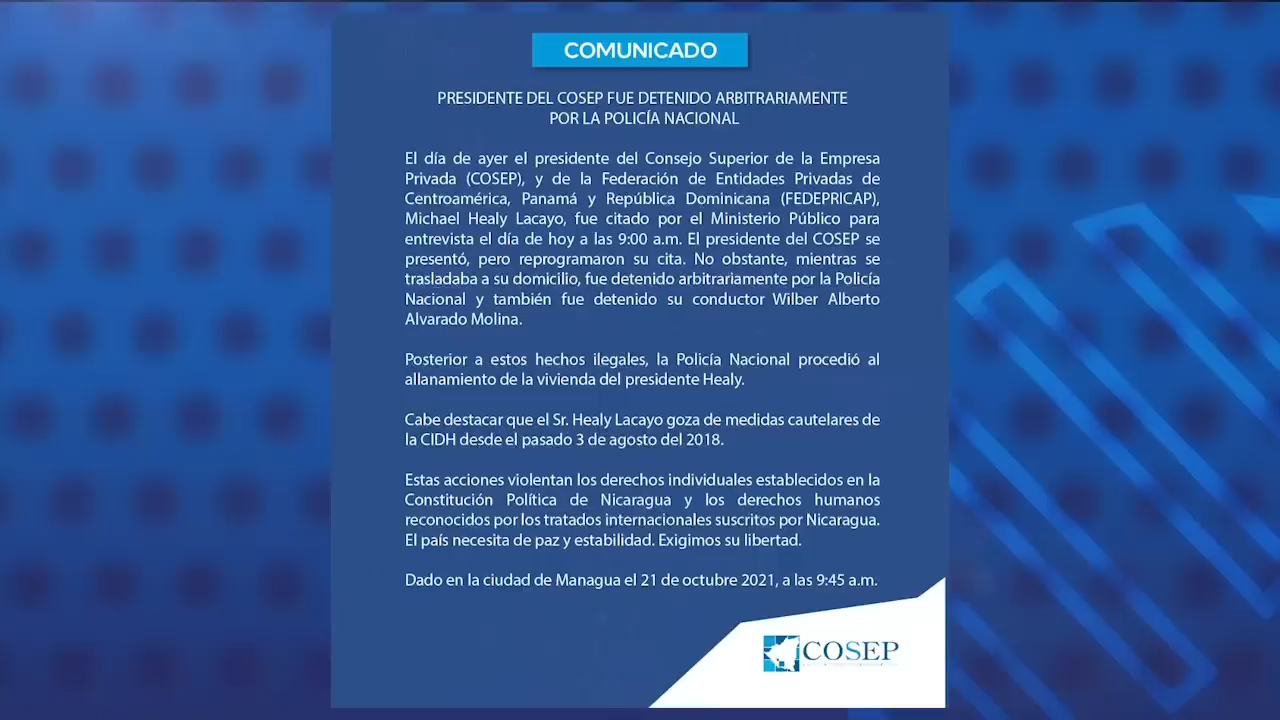 COMUNICADO
PRESIDENTE DEL COSEP FUE DETENIDO ARBITRARIAMENTE
POR LA POLICÍA NACIONAL
El día de ayer el presidente del Consejo Superior de la Empresa
Privada (COSEP), y de la Federación de Entidades Privadas de
Centroamérica, Panamá y República Dominicana (FEDEPRICAP),
Michael Healy Lacayo, fue citado por el Ministerio Público para
entrevista el día de hoy a las 9:00 a.m. El presidente del COSEP se
presentó, pero reprogramaron su cita. No obstante, mientras se
trasladaba a su domicilio, fue detenido arbitrariamente por la Policía
Nacional y también fue detenido su conductor Wilber Alberto
Alvarado Molina.
Posterior a estos hechos ilegales, la Policía Nacional procedió al
allanamiento de la vivienda del presidente Healy.
Cabe destacar que el Sr. Healy Lacayo goza de medidas cautelares de
la CIDH desde el pasado 3 de agosto del 2018.
Estas acciones violentan los derechos individuales establecidos en la
Constitución Política de Nicaragua y los derechos humanos
reconocidos por los tratados internacionales suscritos por Nicaragua.
El país necesita de paz y estabilidad. Exigimos su libertad.
Dado en la ciudad de Managua el 21 de octubre 2021, a las 9:45 a.m.
COSEP